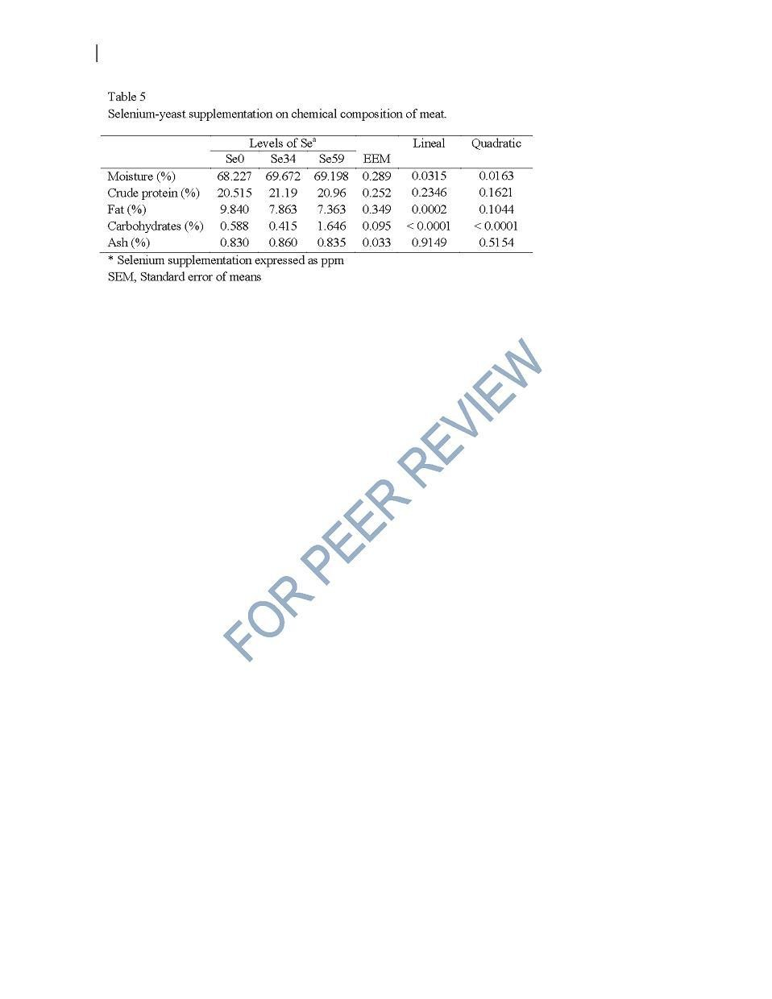 Table 5
Selenium-yeast supplementation on chemical composition of meat.
Levels of Seᵃ Lineal Quadratic
Se0 Se34 Se59 EEM
Moisture (%) 68.227 69.672 69.198 0.289 0.0315 0.0163
Crude protein (%) 20.515 21.19 20.96 0.252 0.2346 0.1621
Fat (%) 9.840 7.863 7.363 0.349 0.0002 0.1044
Carbohydrates (%) 0.588 0.415 1.646 0.095 < 0.0001 < 0.0001
Ash (%) 0.830 0.860 0.835 0.033 0.9149 0.5154
* Selenium supplementation expressed as ppm
SEM, Standard error of means
FOR PEER REVIEW